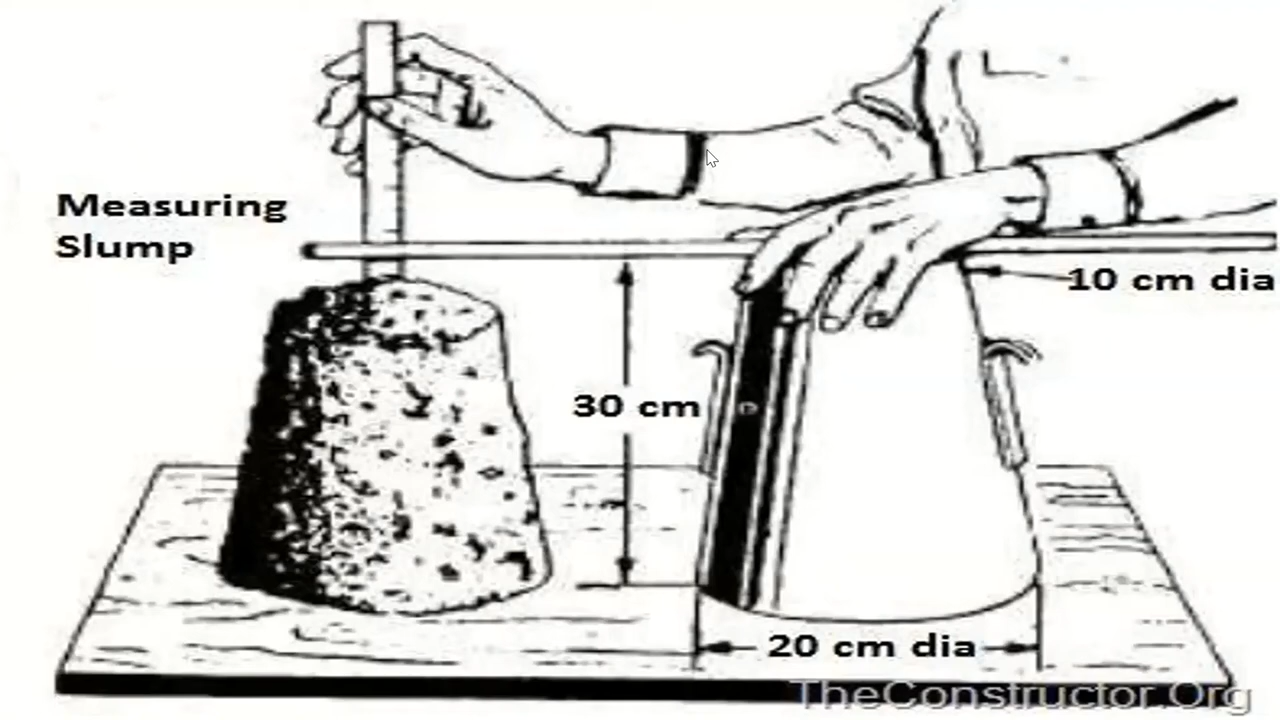 Measuring
Slump
10 cm dia
30 cm
20 cm dia
TheConstructor.Org